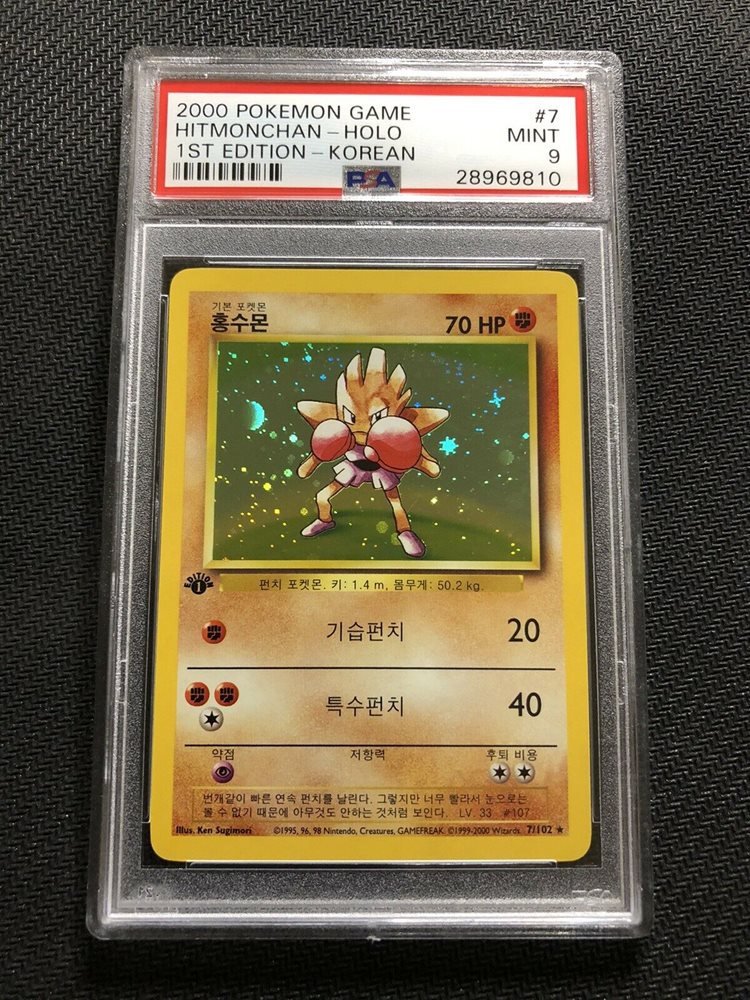 2000 POKEMON GAME #7
HITMONCHAN - HOLO MINT
1ST EDITION - KOREAN 9
PSA 28969810
기본 포켓몬
홍수몬 70 HP
EDITION 1
펀치 포켓몬. 키: 1.4 m, 몸무게: 50.2 kg.
기습펀치 20
특수펀치 40
약점 저항력 후퇴 비용
번개같이 빠른 연속 펀치를 날린다. 그렇지만 너무 빨라서 눈으로는
볼 수 없기 때문에 아무것도 안하는 것처럼 보인다. LV. 33 #107
Illus. Ken Sugimori ©1995, 96, 98 Nintendo, Creatures, GAMEFREAK. ©1999-2000 Wizards. 7/102 ★